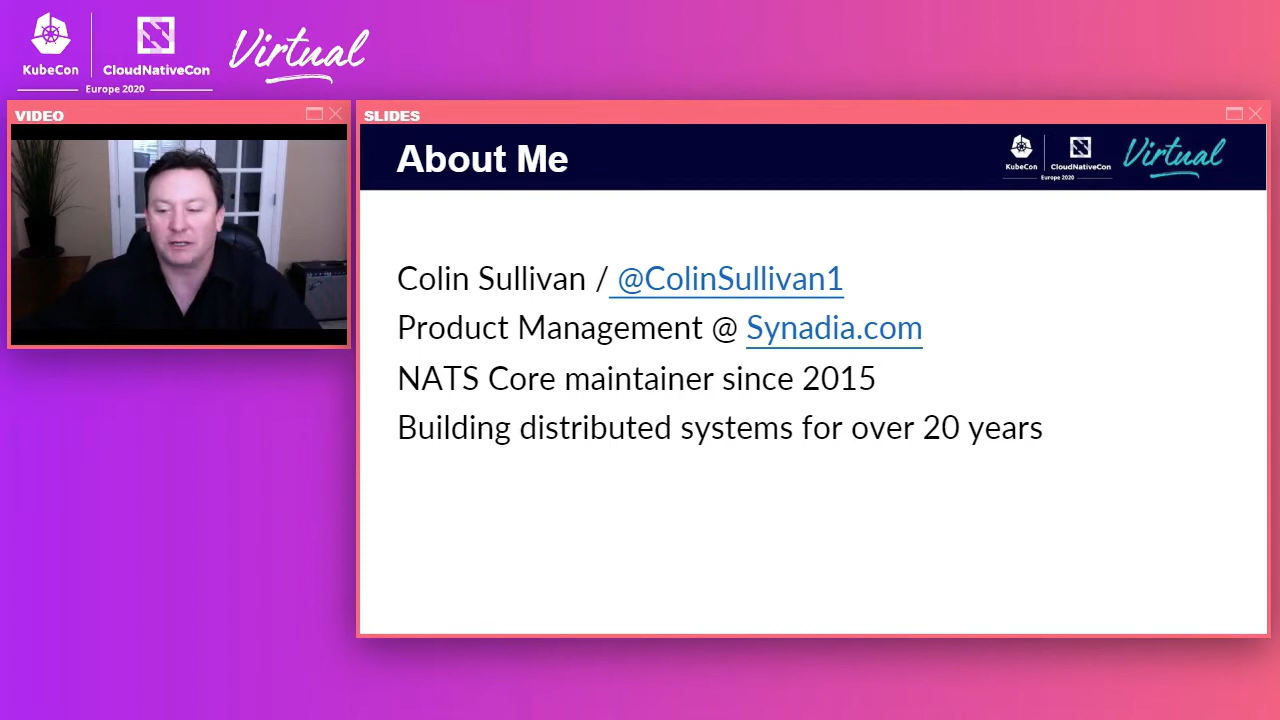 KubeCon
CloudNativeCon
Europe 2020
Virtual
VIDEO
SLIDES
About Me
KubeCon
CloudNativeCon
Europe 2020
Virtual
Colin Sullivan / @ColinSullivan1
Product Management @ Synadia.com
NATS Core maintainer since 2015
Building distributed systems for over 20 years